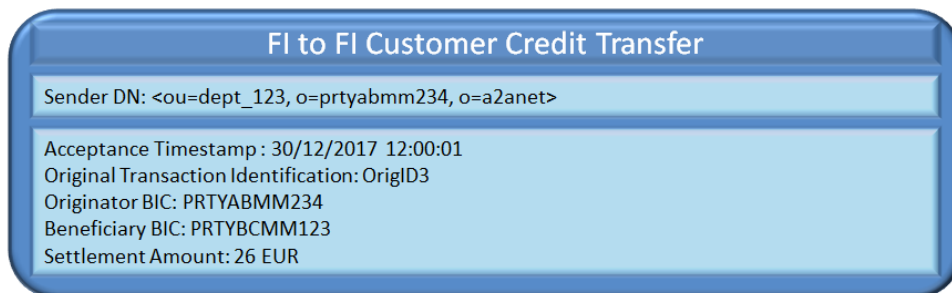 FI to FI Customer Credit Transfer
Sender DN: <ou=dept_123, o=prtyabmm234, o=a2anet>
Acceptance Timestamp : 30/12/2017 12:00:01
Original Transaction Identification: OrigID3
Originator BIC: PRTYABMM234
Beneficiary BIC: PRTYBCMM123
Settlement Amount: 26 EUR